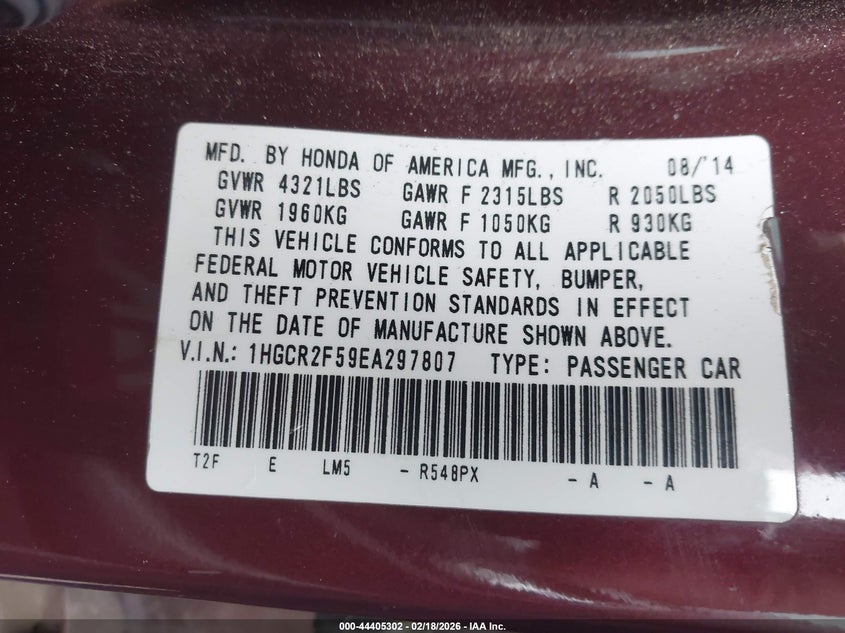 MFD. BY HONDA OF AMERICA MFG., INC. 08/'14
GVWR 4321LBS GAWR F 2315LBS R 2050LBS
GVWR 1960KG GAWR F 1050KG R 930KG
THIS VEHICLE CONFORMS TO ALL APPLICABLE
FEDERAL MOTOR VEHICLE SAFETY, BUMPER,
AND THEFT PREVENTION STANDARDS IN EFFECT
ON THE DATE OF MANUFACTURE SHOWN ABOVE.
V.I.N.: 1HGCR2F59EA297807 TYPE: PASSENGER CAR
T2F E LM5 - R548PX - A - A
000-44405302 | 02/18/2026 - IAA Inc.